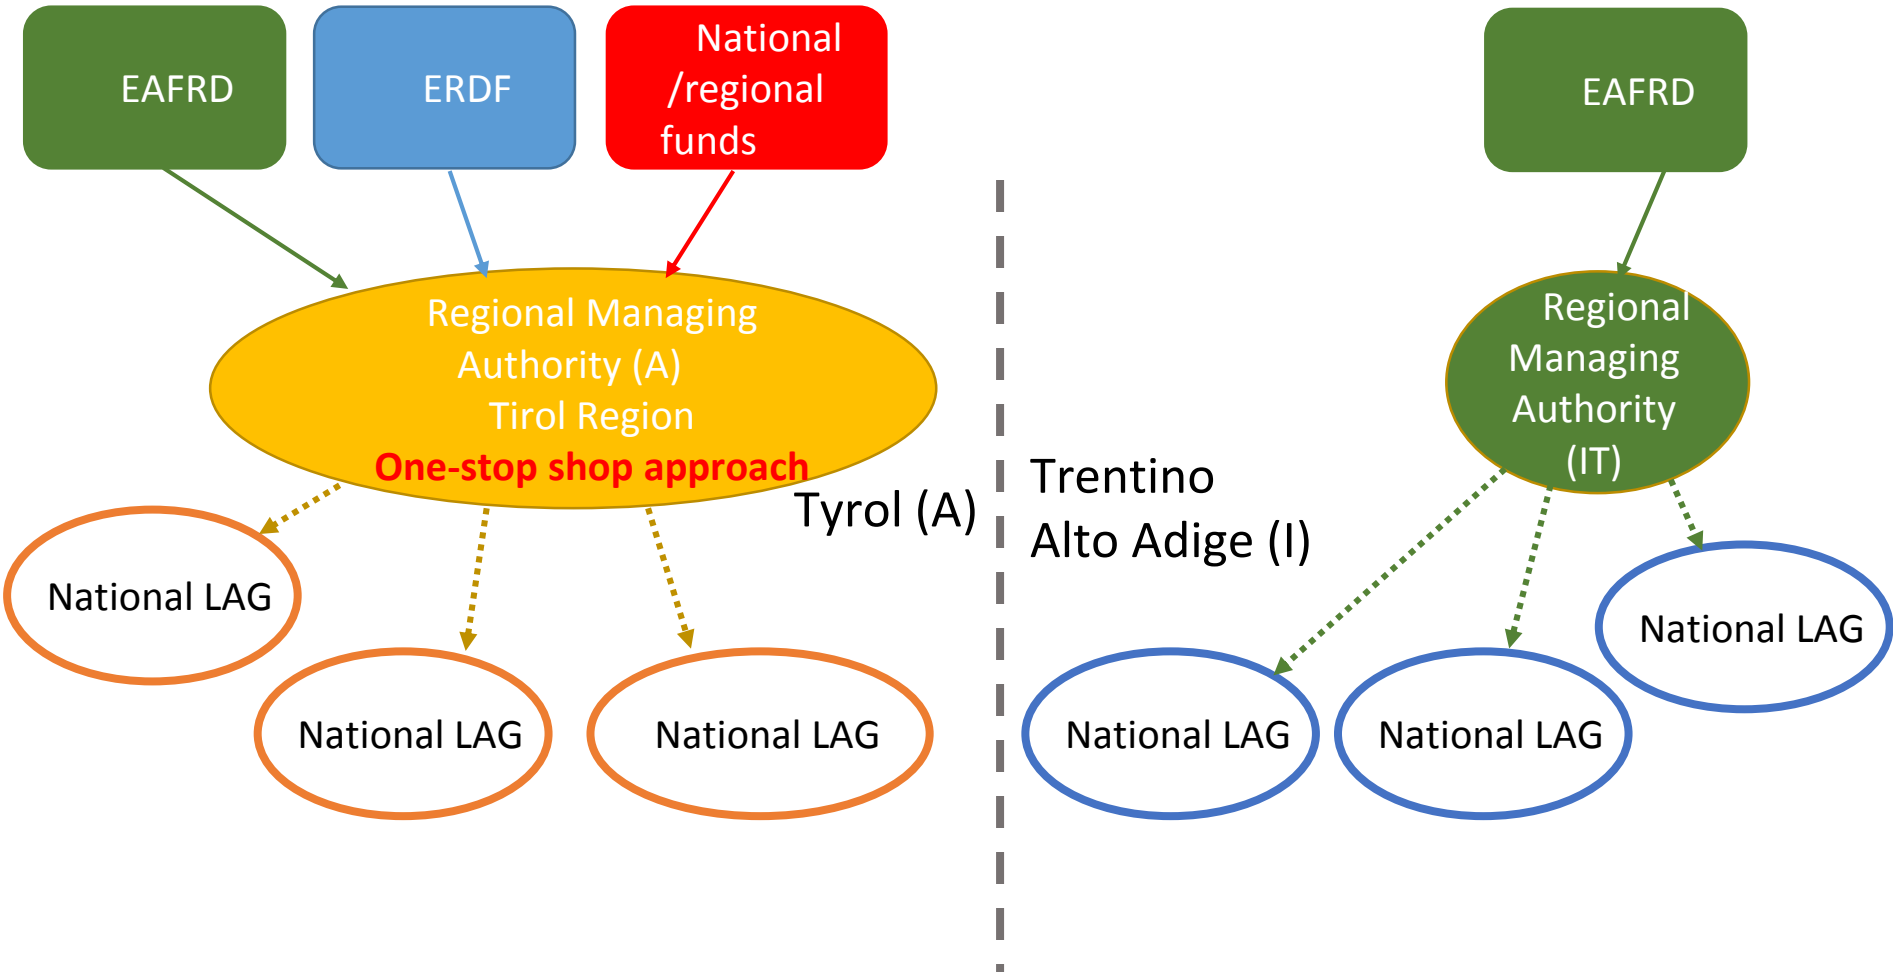 EAFRD
ERDF
National
/regional
funds
EAFRD
Regional Managing
Authority (A)
Tirol Region
One-stop shop approach
Regional
Managing
Authority
(IT)
Tyrol (A)
Trentino
Alto Adige (I)
National LAG
National LAG
National LAG
National LAG
National LAG
National LAG